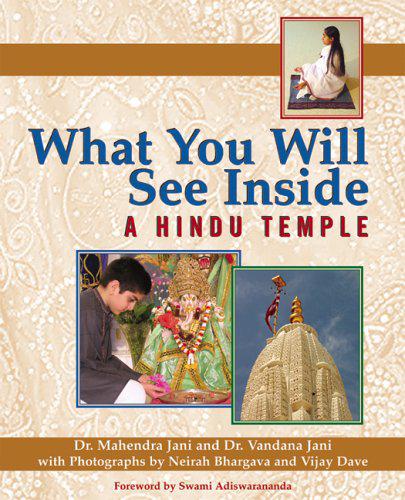 What You Will
See Inside
A HINDU TEMPLE
Dr. Mahendra Jani and Dr. Vandana Jani
with Photographs by Neirah Bhargava and Vijay Dave
Foreword by Swami Adiswarananda